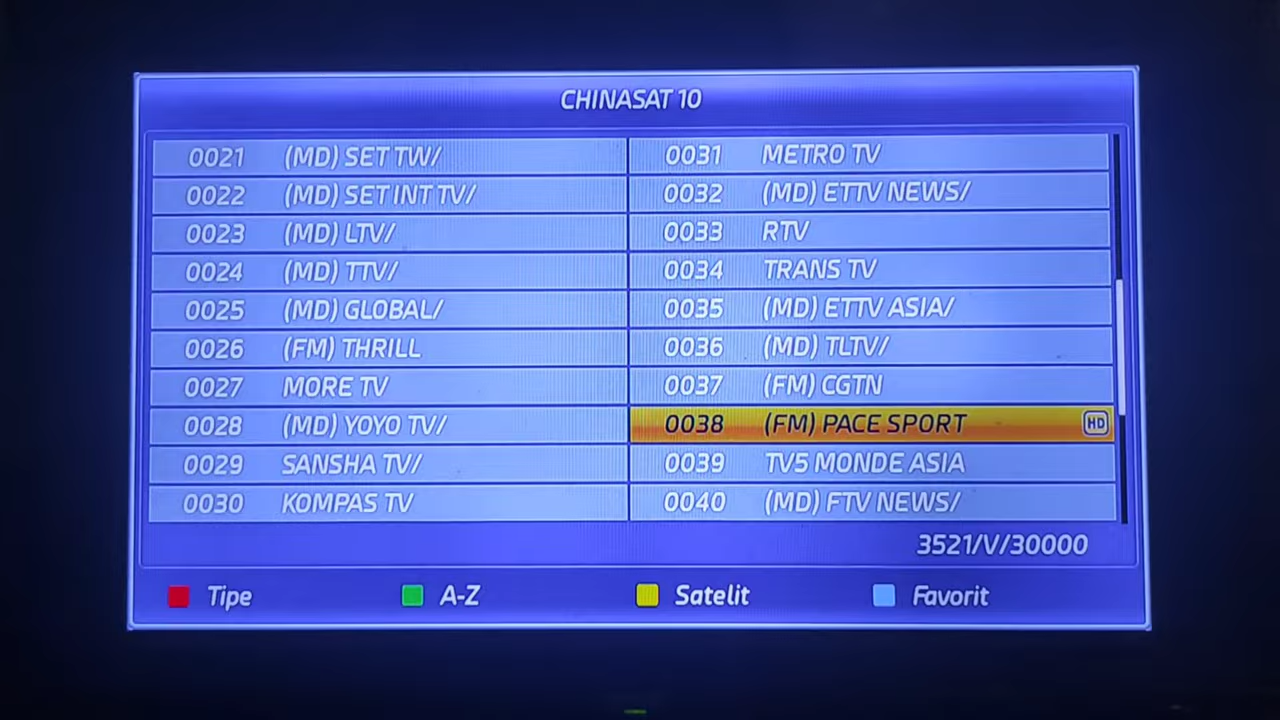 CHINASAT 10
0021 (MD) SET TW/
0022 (MD) SET INT TV/
0023 (MD) LTV/
0024 (MD) TTV/
0025 (MD) GLOBAL/
0026 (FM) THRILL
0027 MORE TV
0028 (MD) YOYO TV/
0029 SANSHA TV/
0030 KOMPAS TV
0031 METRO TV
0032 (MD) ETTV NEWS/
0033 RTV
0034 TRANS TV
0035 (MD) ETTV ASIA/
0036 (MD) TLTV/
0037 (FM) CGTN
0038 (FM) PACE SPORT HD
0039 TV5 MONDE ASIA
0040 (MD) FTV NEWS/
3521/V/30000
Tipe A-Z Satelit Favorit